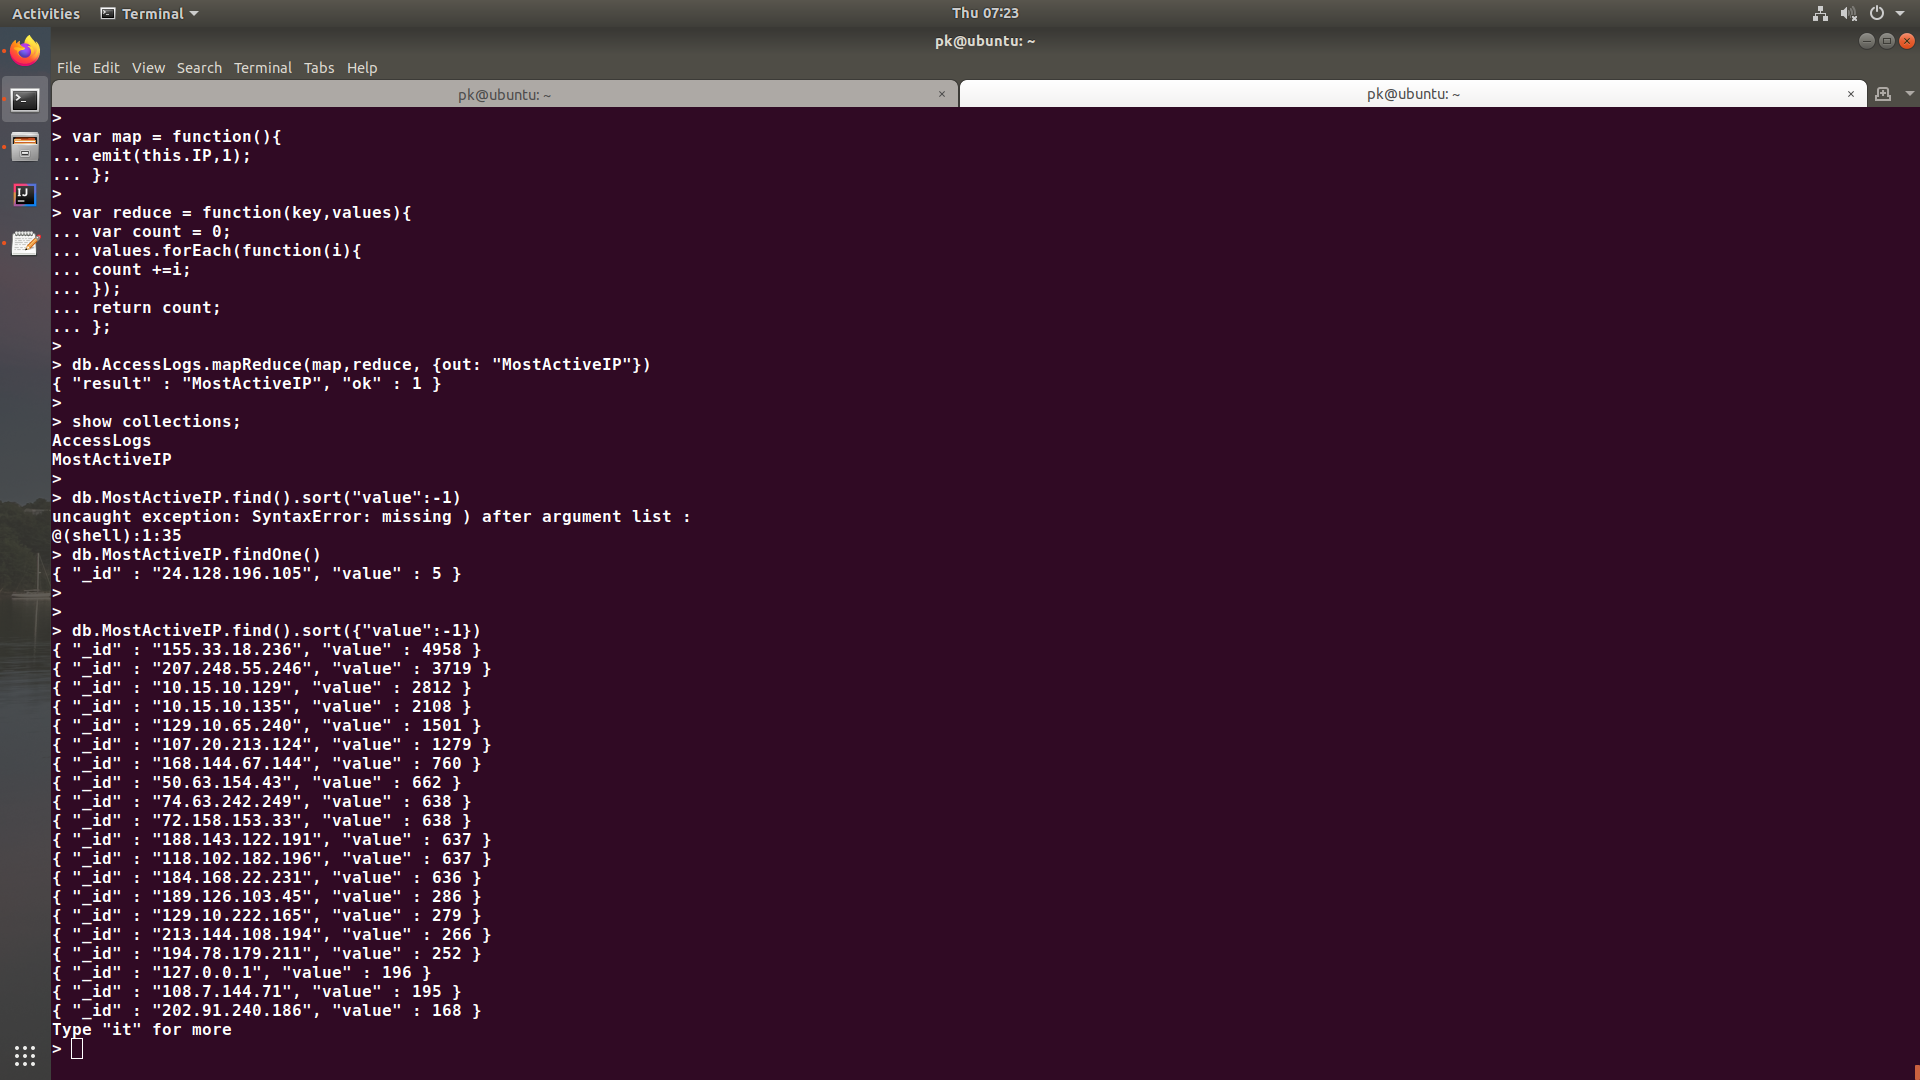 Activities Terminal Thu 07:23
pk@ubuntu: ~
File Edit View Search Terminal Tabs Help
pk@ubuntu: ~ × pk@ubuntu: ~ ×
>
> var map = function(){
... emit(this.IP,1);
... };
>
> var reduce = function(key,values){
... var count = 0;
... values.forEach(function(i){
... count +=i;
... });
... return count;
... };
>
> db.AccessLogs.mapReduce(map,reduce, {out: "MostActiveIP"})
{ "result" : "MostActiveIP", "ok" : 1 }
>
> show collections;
AccessLogs
MostActiveIP
>
> db.MostActiveIP.find().sort("value":-1)
uncaught exception: SyntaxError: missing ) after argument list :
@(shell):1:35
> db.MostActiveIP.findOne()
{ "_id" : "24.128.196.105", "value" : 5 }
>
>
> db.MostActiveIP.find().sort({"value":-1})
{ "_id" : "155.33.18.236", "value" : 4958 }
{ "_id" : "207.248.55.246", "value" : 3719 }
{ "_id" : "10.15.10.129", "value" : 2812 }
{ "_id" : "10.15.10.135", "value" : 2108 }
{ "_id" : "129.10.65.240", "value" : 1501 }
{ "_id" : "107.20.213.124", "value" : 1279 }
{ "_id" : "168.144.67.144", "value" : 760 }
{ "_id" : "50.63.154.43", "value" : 662 }
{ "_id" : "74.63.242.249", "value" : 638 }
{ "_id" : "72.158.153.33", "value" : 638 }
{ "_id" : "188.143.122.191", "value" : 637 }
{ "_id" : "118.102.182.196", "value" : 637 }
{ "_id" : "184.168.22.231", "value" : 636 }
{ "_id" : "189.126.103.45", "value" : 286 }
{ "_id" : "129.10.222.165", "value" : 279 }
{ "_id" : "213.144.108.194", "value" : 266 }
{ "_id" : "194.78.179.211", "value" : 252 }
{ "_id" : "127.0.0.1", "value" : 196 }
{ "_id" : "108.7.144.71", "value" : 195 }
{ "_id" : "202.91.240.186", "value" : 168 }
Type "it" for more
>